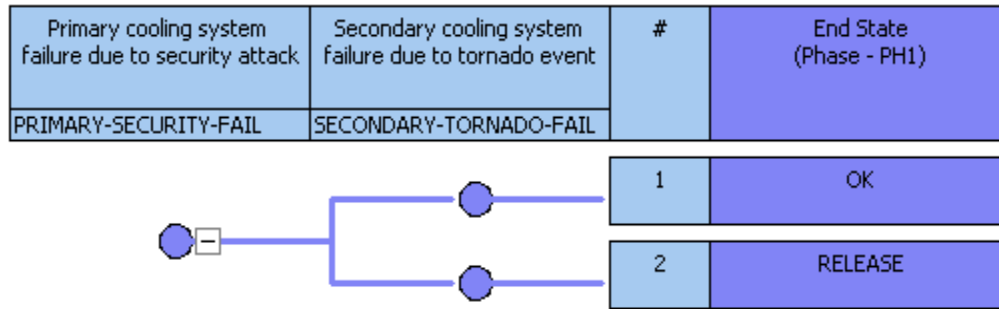 Primary cooling system
failure due to security attack
Secondary cooling system
failure due to tornado event
#
End State
(Phase - PH1)
PRIMARY-SECURITY-FAIL
SECONDARY-TORNADO-FAIL
1
OK
2
RELEASE